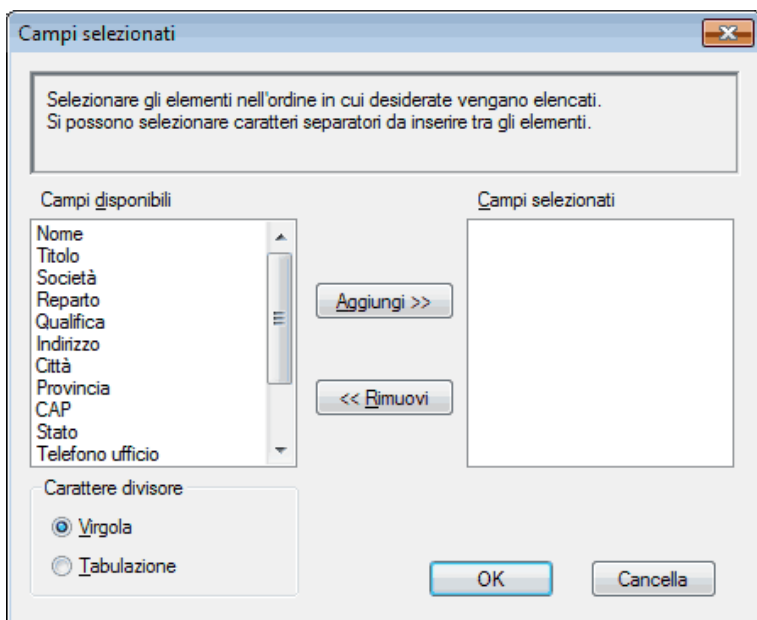 Campi selezionati
Selezionare gli elementi nell'ordine in cui desiderate vengano elencati.
Si possono selezionare caratteri separatori da inserire tra gli elementi.
Campi disponibili
Campi selezionati
Nome
Titolo
Società
Reparto
Qualifica
Indirizzo
Città
Provincia
CAP
Stato
Telefono ufficio
Aggiungi >>
<< Rimuovi
Carattere divisore
Virgola
Tabulazione
OK
Cancella